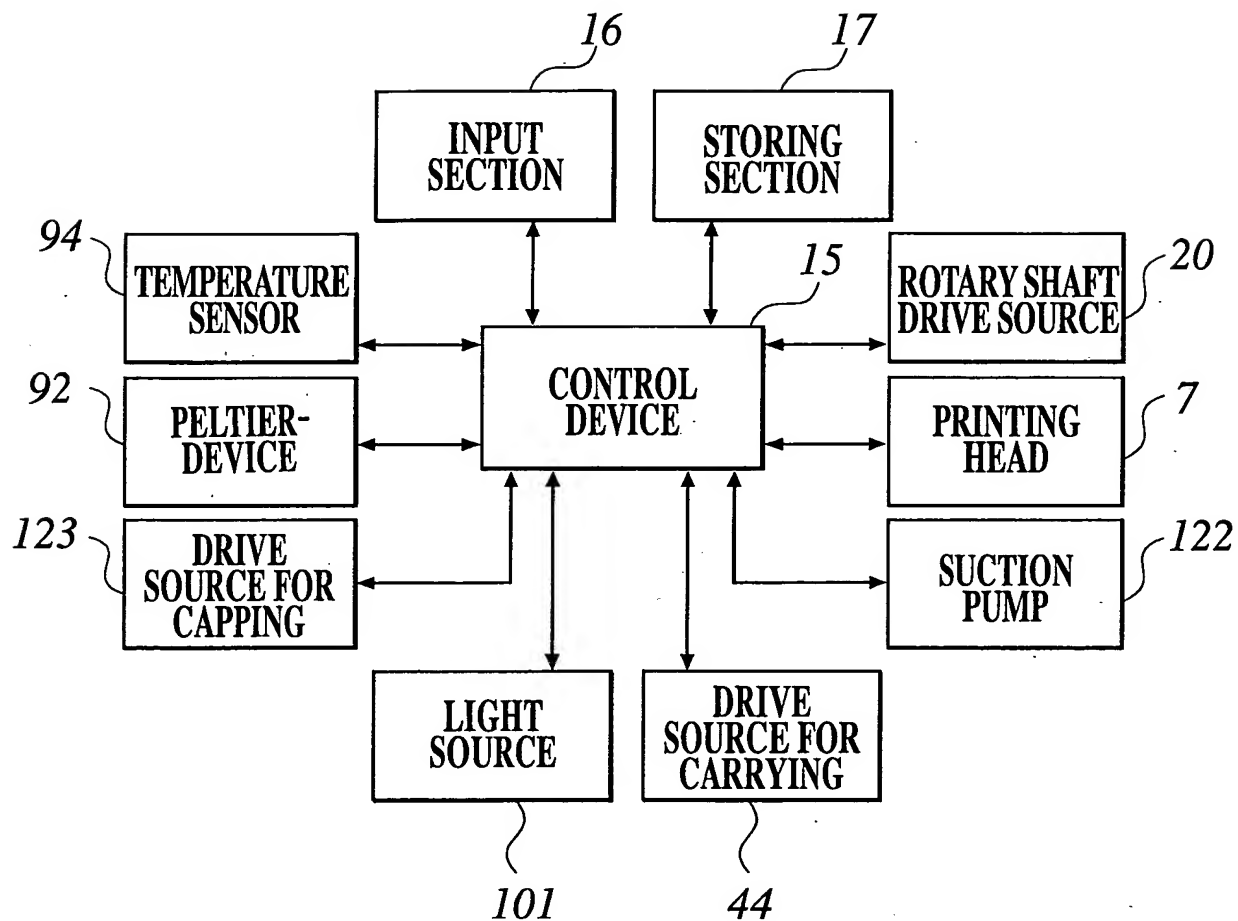 16
17
INPUT
SECTION
STORING
SECTION
94
TEMPERATURE
SENSOR
15
ROTARY SHAFT
DRIVE SOURCE
20
92
PELTIER-
DEVICE
CONTROL
DEVICE
PRINTING
HEAD
7
123
DRIVE
SOURCE FOR
CAPPING
SUCTION
PUMP
122
LIGHT
SOURCE
DRIVE
SOURCE FOR
CARRYING
101
44